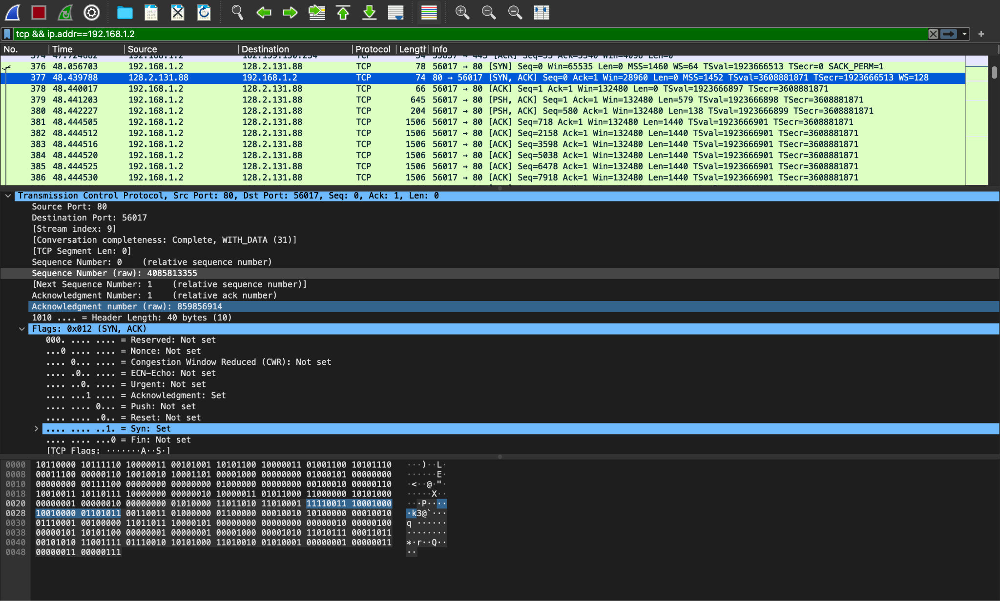 tcp && ip.addr==192.168.1.2
No. Time Source Destination Protocol Length Info
374 47.724682 192.168.1.2 162.159.130.234 TCP 54 55857 → 443 [ACK] Seq=55 Ack=5540 Win=4096 Len=0
376 48.056703 192.168.1.2 128.2.131.88 TCP 78 56017 → 80 [SYN] Seq=0 Win=65535 Len=0 MSS=1460 WS=64 TSval=1923666513 TSecr=0 SACK_PERM=1
377 48.439788 128.2.131.88 192.168.1.2 TCP 74 80 → 56017 [SYN, ACK] Seq=0 Ack=1 Win=28960 Len=0 MSS=1452 TSval=3608881871 TSecr=1923666513 WS=128
378 48.440017 192.168.1.2 128.2.131.88 TCP 66 56017 → 80 [ACK] Seq=1 Ack=1 Win=132480 Len=0 TSval=1923666897 TSecr=3608881871
379 48.441203 192.168.1.2 128.2.131.88 TCP 645 56017 → 80 [PSH, ACK] Seq=1 Ack=1 Win=132480 Len=579 TSval=1923666898 TSecr=3608881871
380 48.442227 192.168.1.2 128.2.131.88 TCP 204 56017 → 80 [PSH, ACK] Seq=580 Ack=1 Win=132480 Len=138 TSval=1923666899 TSecr=3608881871
381 48.444505 192.168.1.2 128.2.131.88 TCP 1506 56017 → 80 [ACK] Seq=718 Ack=1 Win=132480 Len=1440 TSval=1923666901 TSecr=3608881871
382 48.444512 192.168.1.2 128.2.131.88 TCP 1506 56017 → 80 [ACK] Seq=2158 Ack=1 Win=132480 Len=1440 TSval=1923666901 TSecr=3608881871
383 48.444516 192.168.1.2 128.2.131.88 TCP 1506 56017 → 80 [ACK] Seq=3598 Ack=1 Win=132480 Len=1440 TSval=1923666901 TSecr=3608881871
384 48.444520 192.168.1.2 128.2.131.88 TCP 1506 56017 → 80 [ACK] Seq=5038 Ack=1 Win=132480 Len=1440 TSval=1923666901 TSecr=3608881871
385 48.444525 192.168.1.2 128.2.131.88 TCP 1506 56017 → 80 [ACK] Seq=6478 Ack=1 Win=132480 Len=1440 TSval=1923666901 TSecr=3608881871
386 48.444530 192.168.1.2 128.2.131.88 TCP 1506 56017 → 80 [ACK] Seq=7918 Ack=1 Win=132480 Len=1440 TSval=1923666901 TSecr=3608881871
Transmission Control Protocol, Src Port: 80, Dst Port: 56017, Seq: 0, Ack: 1, Len: 0
Source Port: 80
Destination Port: 56017
[Stream index: 9]
[Conversation completeness: Complete, WITH_DATA (31)]
[TCP Segment Len: 0]
Sequence Number: 0 (relative sequence number)
Sequence Number (raw): 4085813355
[Next Sequence Number: 1 (relative sequence number)]
Acknowledgment Number: 1 (relative ack number)
Acknowledgment number (raw): 859856914
1010 .... = Header Length: 40 bytes (10)
Flags: 0x012 (SYN, ACK)
000. .... .... = Reserved: Not set
...0 .... .... = Nonce: Not set
.... 0... .... = Congestion Window Reduced (CWR): Not set
.... .0.. .... = ECN-Echo: Not set
.... ..0. .... = Urgent: Not set
.... ...1 .... = Acknowledgment: Set
.... .... 0... = Push: Not set
.... .... .0.. = Reset: Not set
.... .... ..1. = Syn: Set
.... .... ...0 = Fin: Not set
[TCP Flags: ·······A··S·]
0000 10110000 10111110 10000011 00101001 10101100 10000011 01001100 10101110 ···)··L·
0008 00011100 00000110 10010010 10001101 00001000 00000000 01000101 00000000 ······E·
0010 00000000 00111100 00000000 00000000 01000000 00000000 00100010 00000110 ·<··@·"·
0018 10010011 10110111 10000000 00000010 10000011 01011000 11000000 10101000 ·····X··
0020 00000001 00000010 00000000 01010000 11011010 11010001 11110011 10001000 ···P····
0028 10010000 01101011 00110011 01000000 01100000 00010010 10100000 00010010 ·k3@`···
0030 01110001 00100000 11011011 10000101 00000000 00000000 00000010 00000100 q ······
0038 00000101 10101100 00000001 00000001 00001000 00001010 11010111 00011011 ········
0040 00101010 11001111 01110010 10101000 11010010 01010001 00000001 00000011 *·r··Q··
0048 00000011 00000111 ··